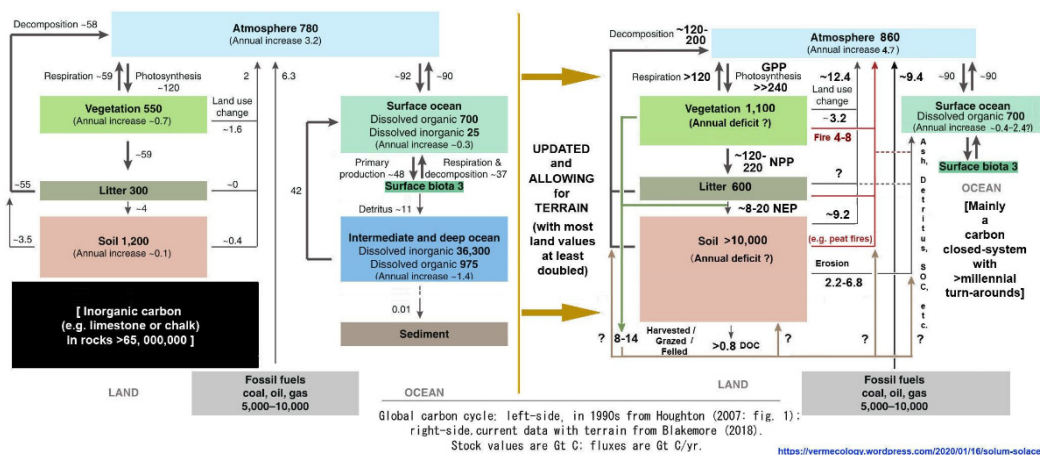 Decomposition ~58
Atmosphere 780
(Annual increase 3.2)
Respiration ~59
Photosynthesis
~120
2
6.3
~92
~90
Vegetation 550
(Annual increase ~0.7)
Land use
change
~1.6
~59
~55
Litter 300
~0
~4
~3.5
Soil 1,200
(Annual increase ~0.1)
~0.4
[ Inorganic carbon
(e.g. limestone or chalk)
in rocks >65, 000,000 ]
LAND
Fossil fuels
coal, oil, gas
5,000–10,000
Surface ocean
Dissolved organic 700
Dissolved inorganic 25
(Annual increase ~0.3)
Primary
production ~48
Respiration &
decomposition ~37
Surface biota 3
42
Detritus ~11
Intermediate and deep ocean
Dissolved inorganic 36,300
Dissolved organic 975
(Annual increase ~1.4)
0.01
Sediment
OCEAN
UPDATED
and
ALLOWING
for
TERRAIN
(with most
land values
at least
doubled)
Decomposition ~120-
200
Atmosphere 860
(Annual increase 4.7)
Respiration >120
GPP
Photosynthesis
>>240
~12.4
~9.4
~90
~90
Vegetation 1,100
(Annual deficit ?)
Land use
change
~3.2
Fire 4-8
~120-
220
NPP
?
Litter 600
~8-20 NEP
~9.2
Soil >10,000
(Annual deficit ?)
(e.g. peat fires)
Erosion
2.2-6.8
Ash, Detritus, SOC, etc.
?
?
8-14
Harvested /
Grazed /
Felled
>0.8 DOC
?
?
LAND
Fossil fuels
coal, oil, gas
5,000–10,000
Surface ocean
Dissolved organic 700
(Annual increase ~0.4-2.4?)
Surface biota 3
OCEAN
[Mainly
a
carbon
closed-system
with
>millennial
turn-arounds]
Global carbon cycle; left-side, in 1990s from Houghton (2007: fig. 1);
right-side,current data with terrain from Blakemore (2018).
Stock values are Gt C; fluxes are Gt C/yr.
https://vermecology.wordpress.com/2020/01/16/solum-solace